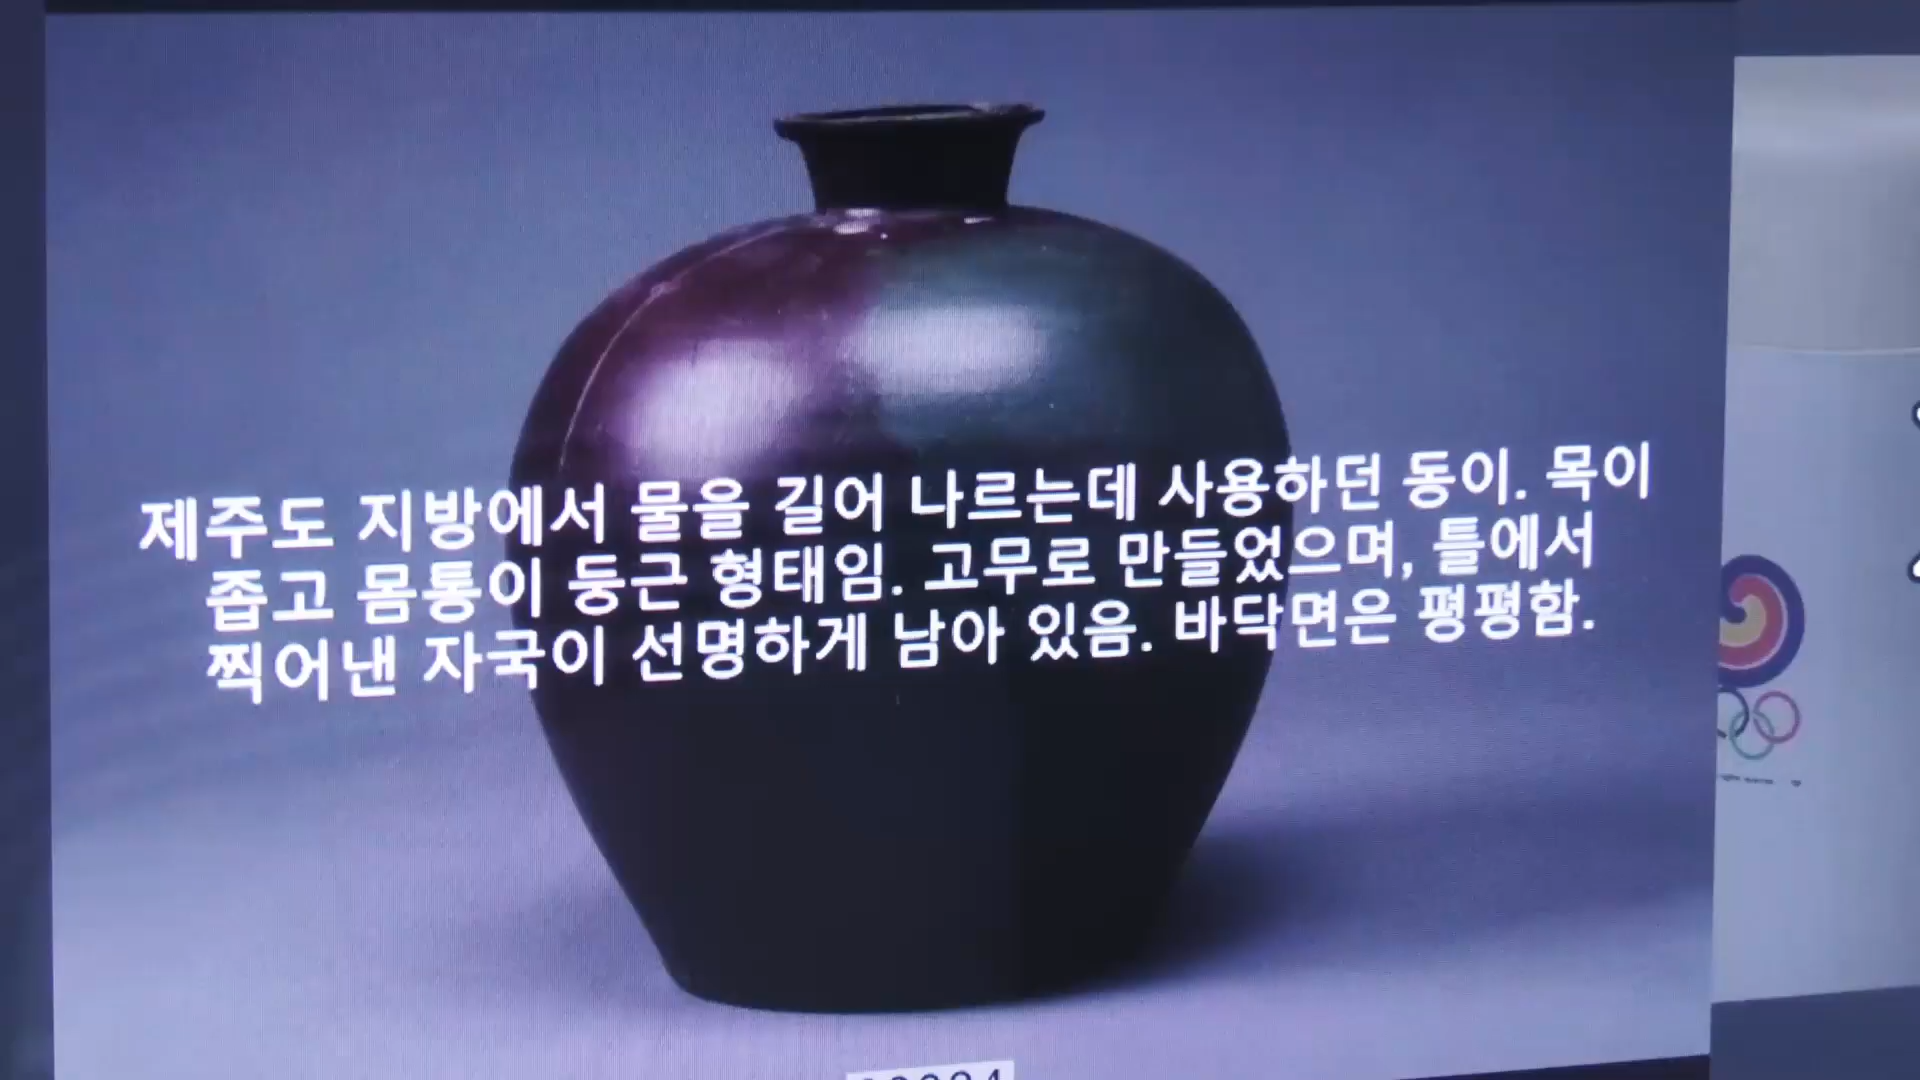 제주도 지방에서 물을 길어 나르는데 사용하던 동이. 목이
좁고 몸통이 둥근 형태임. 고무로 만들었으며, 틀에서
찍어낸 자국이 선명하게 남아 있음. 바닥면은 평평함.